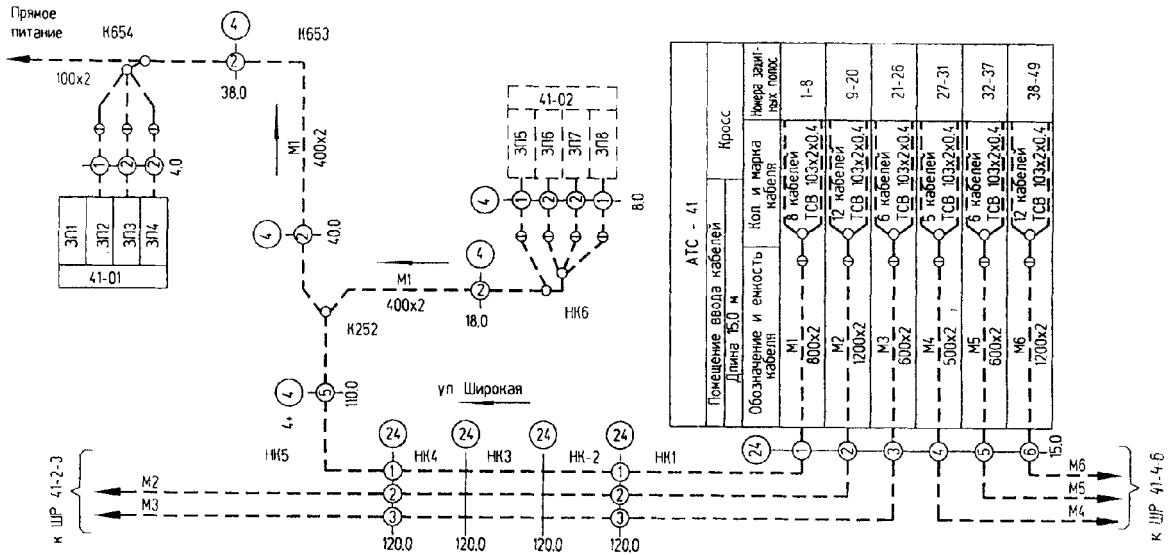 Прямое
питание
К654
4
К653
100х2
2
38,0
М1
400х2
1
2
2
4,0
ЗП1
ЗП2
ЗП3
ЗП4
41-01
41-02
ЗП5
ЗП6
ЗП7
ЗП8
4
1
2
2
1
8,0
4
2
40,0
М1
400х2
4
2
18,0
НК6
К252
4
5
110,0
4+
ул Широкая
АТС - 41
Помещение ввода кабелей
Длина 15,0 м
Кросс
Обозначение и емкость
кабеля
Кол и марка
кабеля
Номера защит-
ных полос
М1
800х2
8 кабелей
ТСВ 103х2х0,4
1-8
М2
1200х2
12 кабелей
ТСВ 103х2х0,4
9-20
М3
600х2
6 кабелей
ТСВ 103х2х0,4
21-26
М4
500х2
5 кабелей
ТСВ 103х2х0,4
27-31
М5
600х2
6 кабелей
ТСВ 103х2х0,4
32-37
М6
1200х2
12 кабелей
ТСВ 103х2х0,4
38-49
24
1
2
3
4
5
6
15,0
24
24
24
24
НК5
НК4
НК3
НК-2
НК1
1
1
М2
2
2
М3
3
3
120,0
120,0
120,0
120,0
к ШР 41-2-3
М6
М5
М4
к ШР 41-4-6